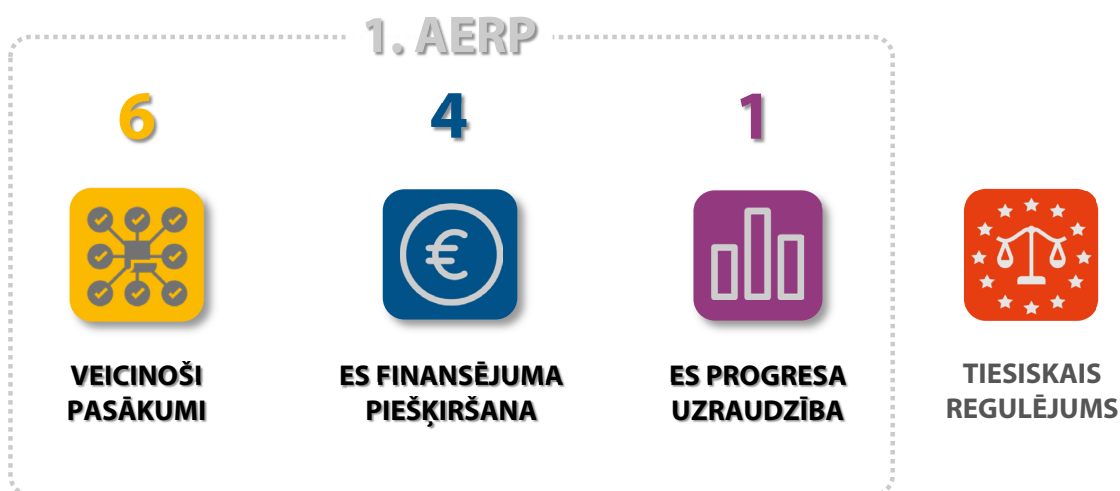 1. AERP
6
4
1
VEICINOŠI
PASĀKUMI
ES FINANSĒJUMA
PIEŠĶIRŠANA
ES PROGRESA
UZRAUDZĪBA
TIESISKAIS
REGULĒJUMS